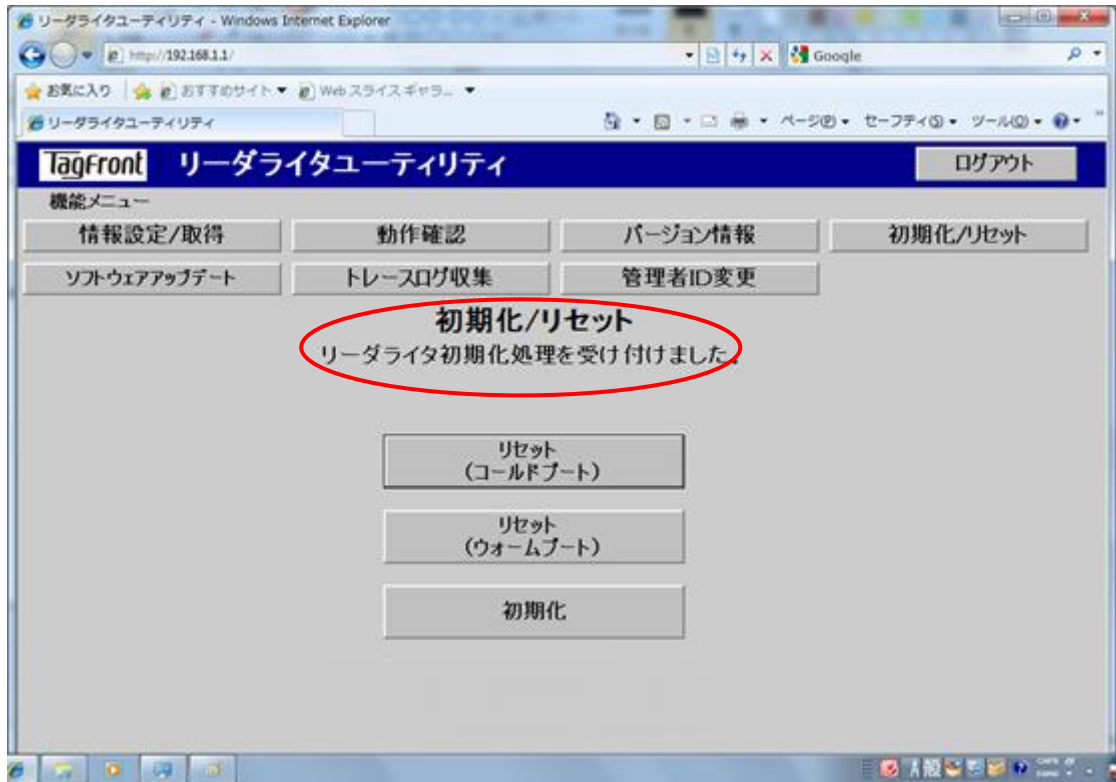 リーダライタユーティリティ - Windows Internet Explorer
http://192.168.1.1/
Google
お気に入り おすすめサイト Web スライス ギャラ...
リーダライタユーティリティ ページ(P) セーフティ(S) ツール(O)
TagFront リーダライタユーティリティ ログアウト
機能メニュー
情報設定/取得 動作確認 バージョン情報 初期化/リセット
ソフトウェアアップデート トレースログ収集 管理者ID変更
初期化/リセット
リーダライタ初期化処理を受け付けました.
リセット
(コールドブート)
リセット
(ウォームブート)
初期化
A 般